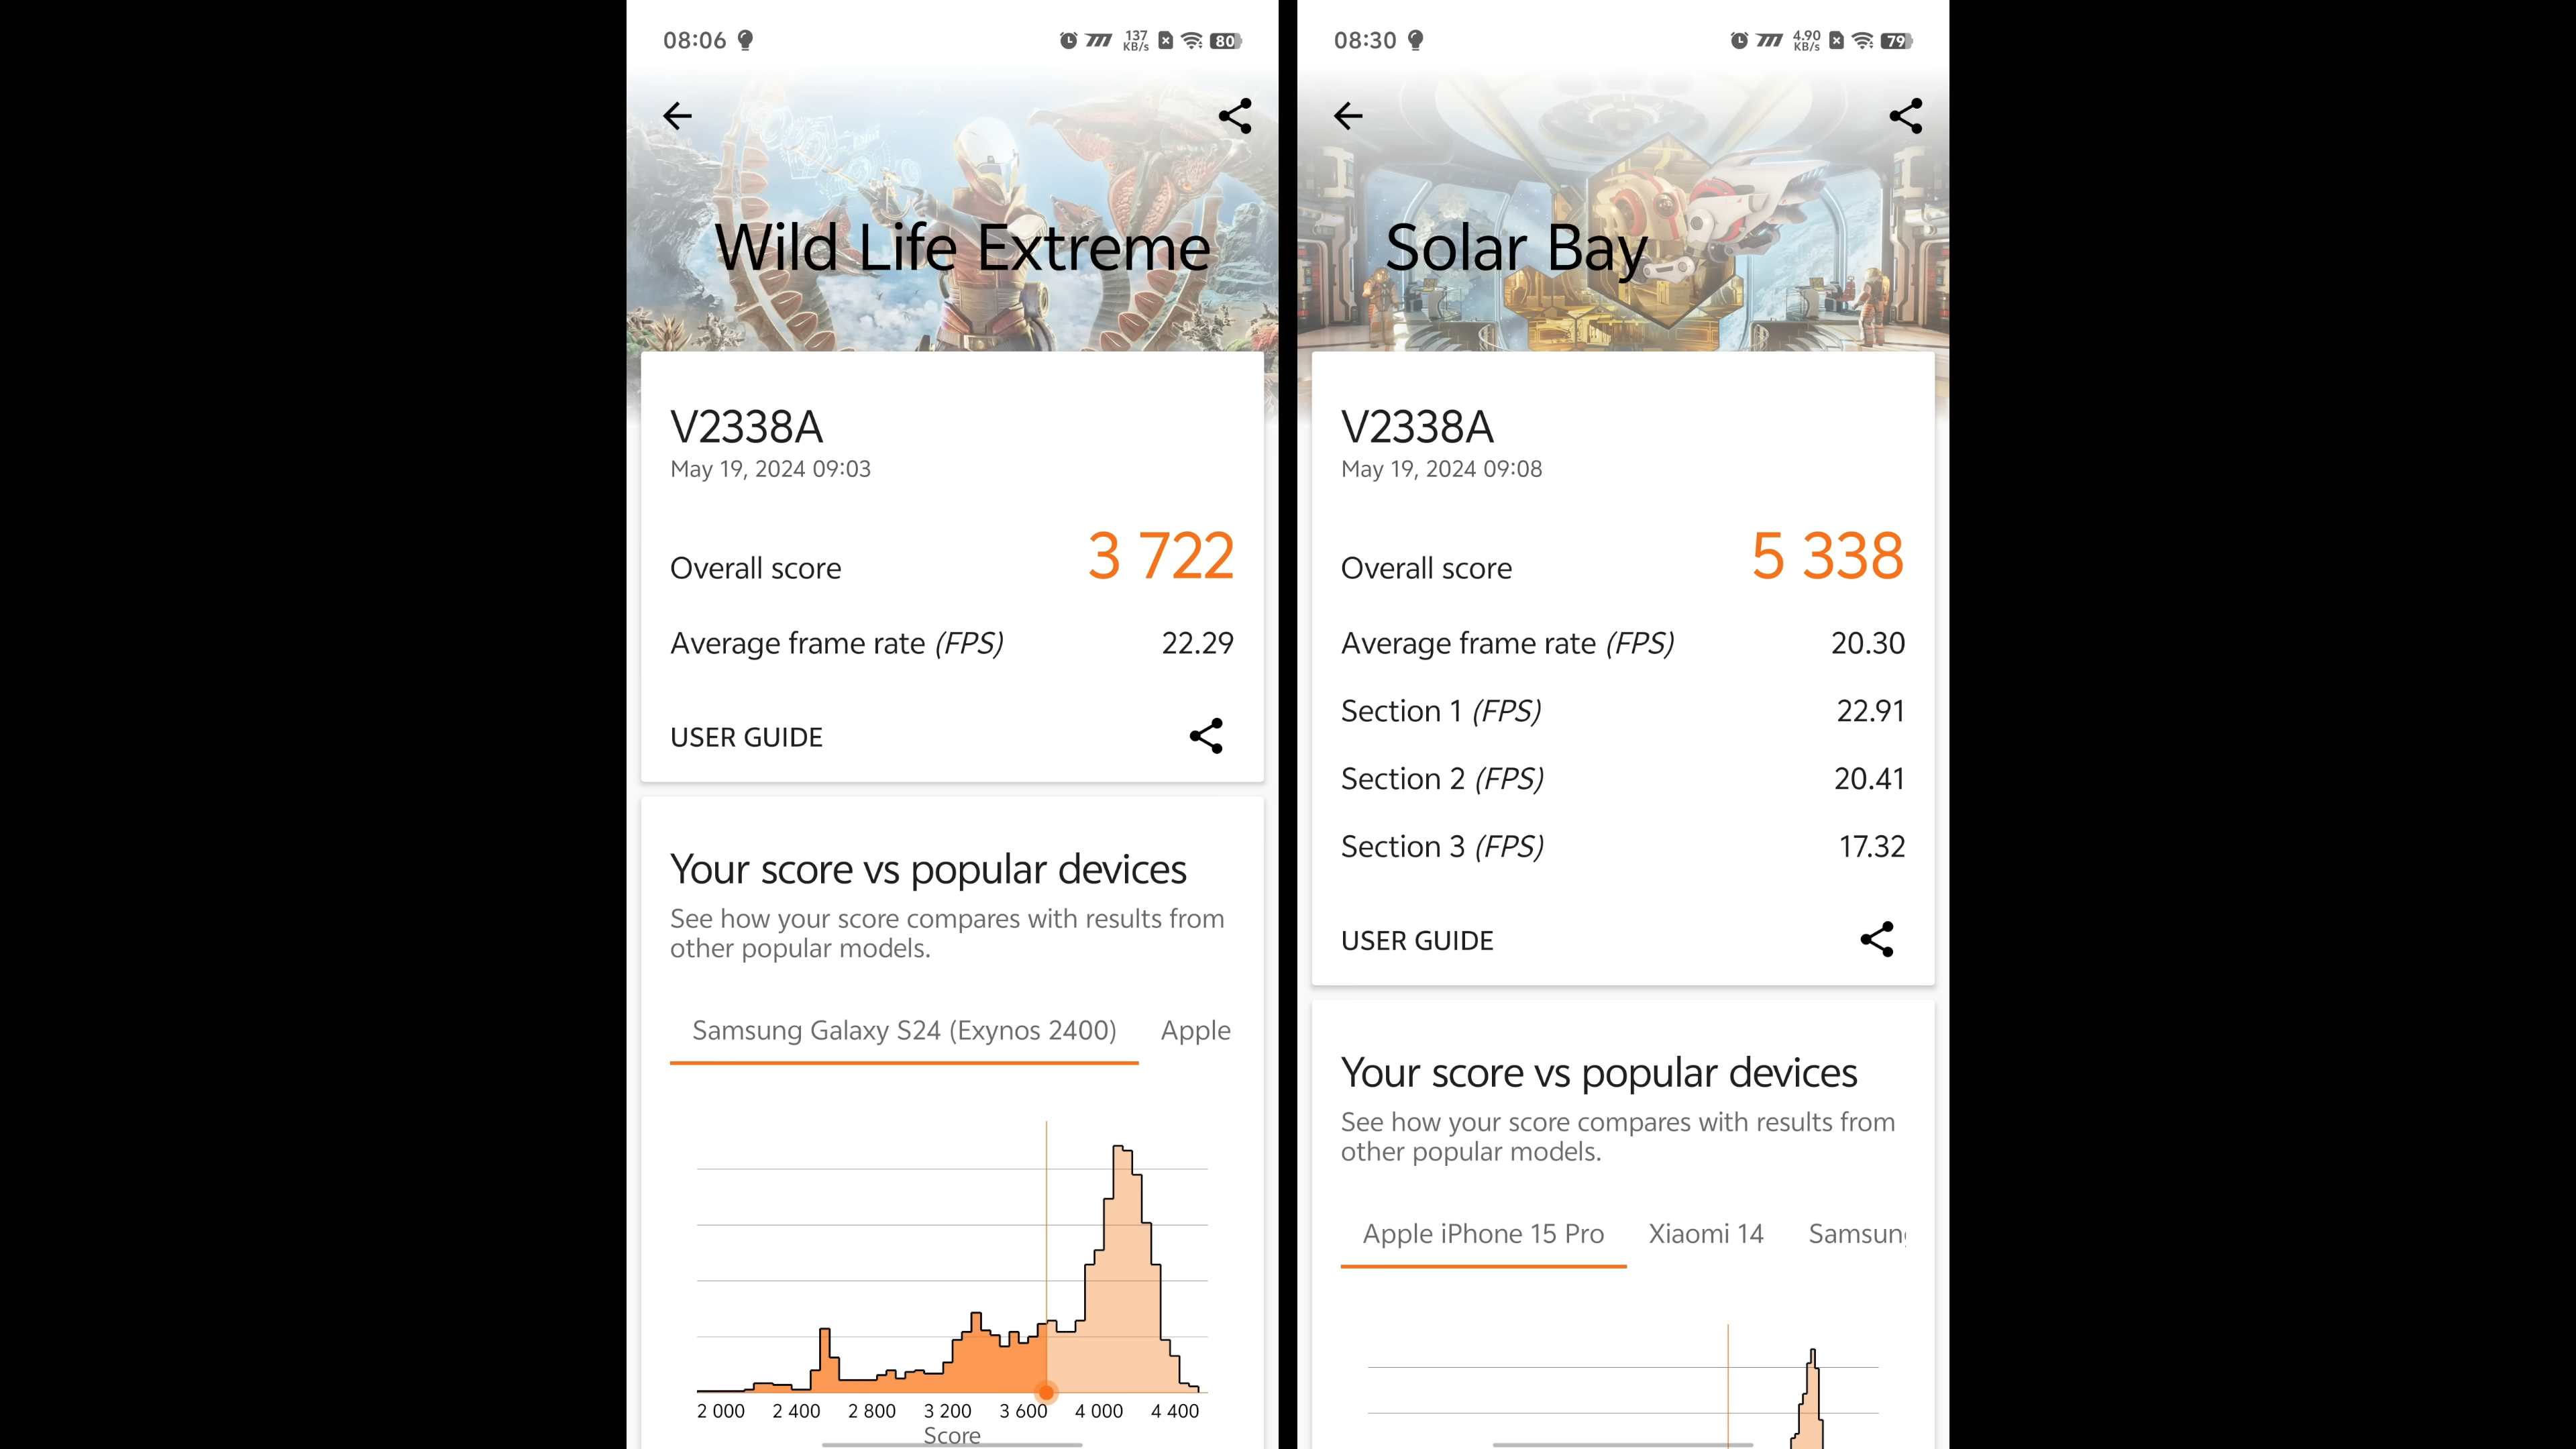 08:06
137
KB/s
80
Wild Life Extreme
V2338A
May 19, 2024 09:03
Overall score
3 722
Average frame rate (FPS)
22.29
USER GUIDE
Your score vs popular devices
See how your score compares with results from
other popular models.
Samsung Galaxy S24 (Exynos 2400)
Apple
2 000 2 400 2 800 3 200 3 600 4 000 4 400
Score
08:30
4.90
KB/s
79
Solar Bay
V2338A
May 19, 2024 09:08
Overall score
5 338
Average frame rate (FPS)
20.30
Section 1 (FPS)
22.91
Section 2 (FPS)
20.41
Section 3 (FPS)
17.32
USER GUIDE
Your score vs popular devices
See how your score compares with results from
other popular models.
Apple iPhone 15 Pro
Xiaomi 14
Samsun